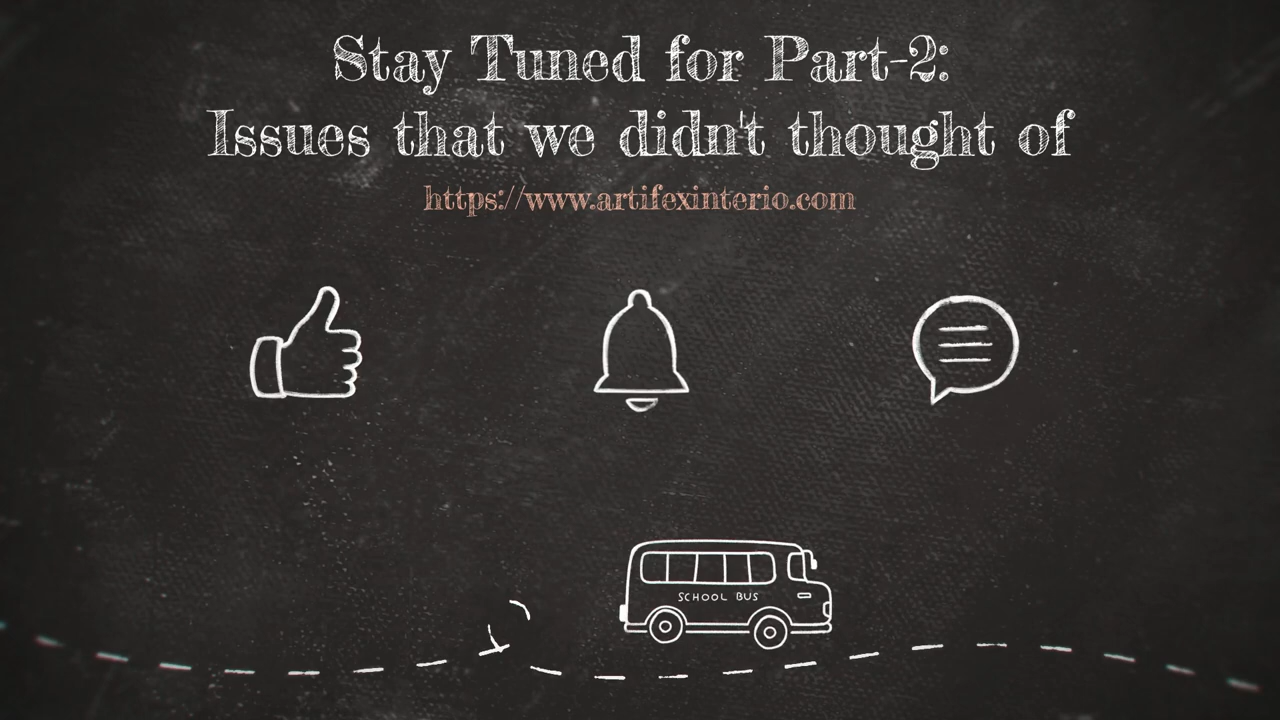 Stay Tuned for Part-2:
Issues that we didn't thought of
https://www.artifexinterio.com
SCHOOL BUS